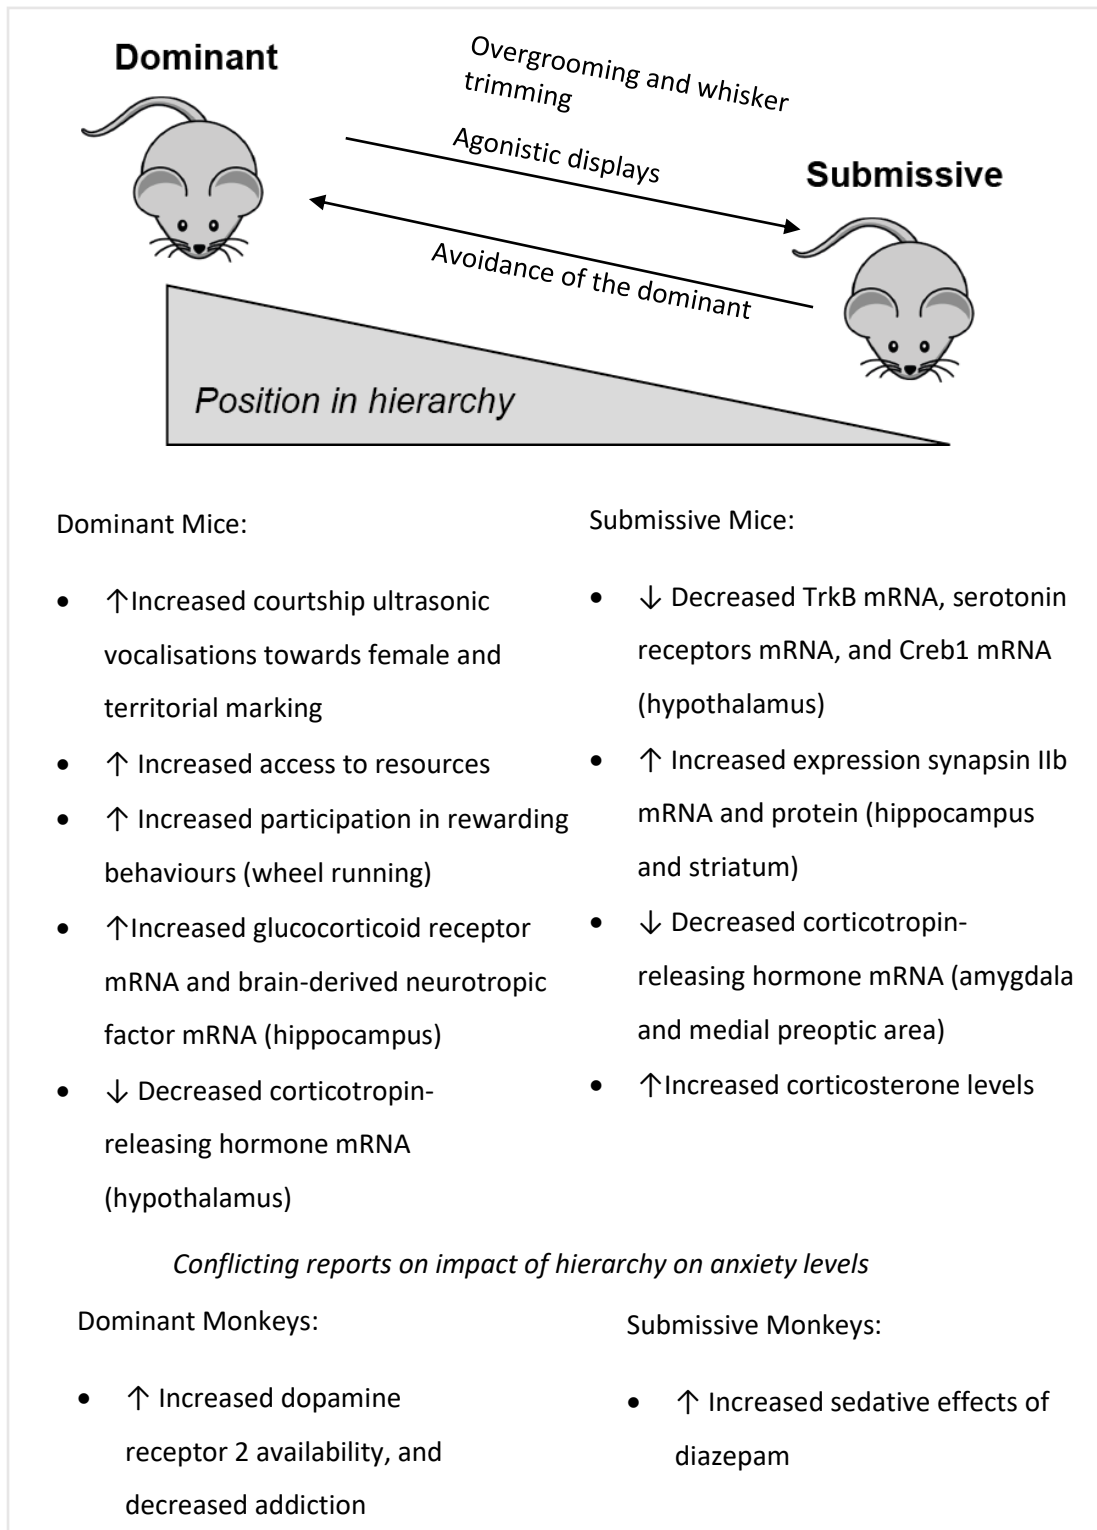 Dominant
Overgrooming and whisker
trimming
Agonistic displays
Submissive
Avoidance of the dominant
Position in hierarchy
Dominant Mice:
• ↑Increased courtship ultrasonic
vocalisations towards female and
territorial marking
• ↑ Increased access to resources
• ↑ Increased participation in rewarding
behaviours (wheel running)
• ↑Increased glucocorticoid receptor
mRNA and brain-derived neurotropic
factor mRNA (hippocampus)
• ↓ Decreased corticotropin-
releasing hormone mRNA
(hypothalamus)
Submissive Mice:
• ↓ Decreased TrkB mRNA, serotonin
receptors mRNA, and Creb1 mRNA
(hypothalamus)
• ↑ Increased expression synapsin IIb
mRNA and protein (hippocampus
and striatum)
• ↓ Decreased corticotropin-
releasing hormone mRNA (amygdala
and medial preoptic area)
• ↑Increased corticosterone levels
Conflicting reports on impact of hierarchy on anxiety levels
Dominant Monkeys:
• ↑ Increased dopamine
receptor 2 availability, and
decreased addiction
Submissive Monkeys:
• ↑ Increased sedative effects of
diazepam